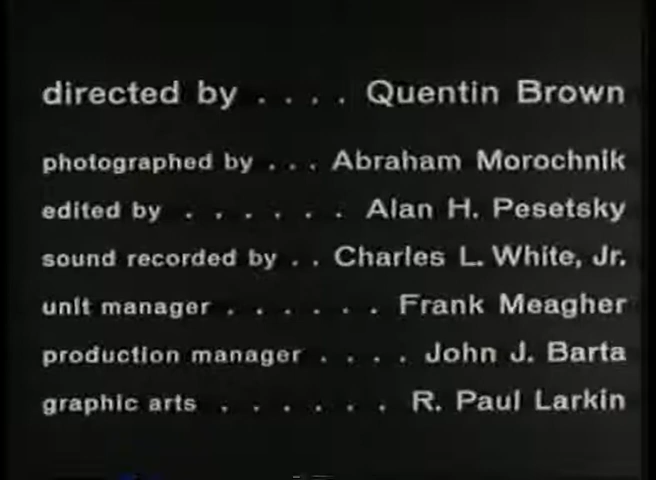 directed by . . . . Quentin Brown
photographed by . . . Abraham Morochnik
edited by . . . . . . Alan H. Pesetsky
sound recorded by . . Charles L. White, Jr.
unit manager . . . . . . Frank Meagher
production manager . . . . John J. Barta
graphic arts . . . . . . R. Paul Larkin